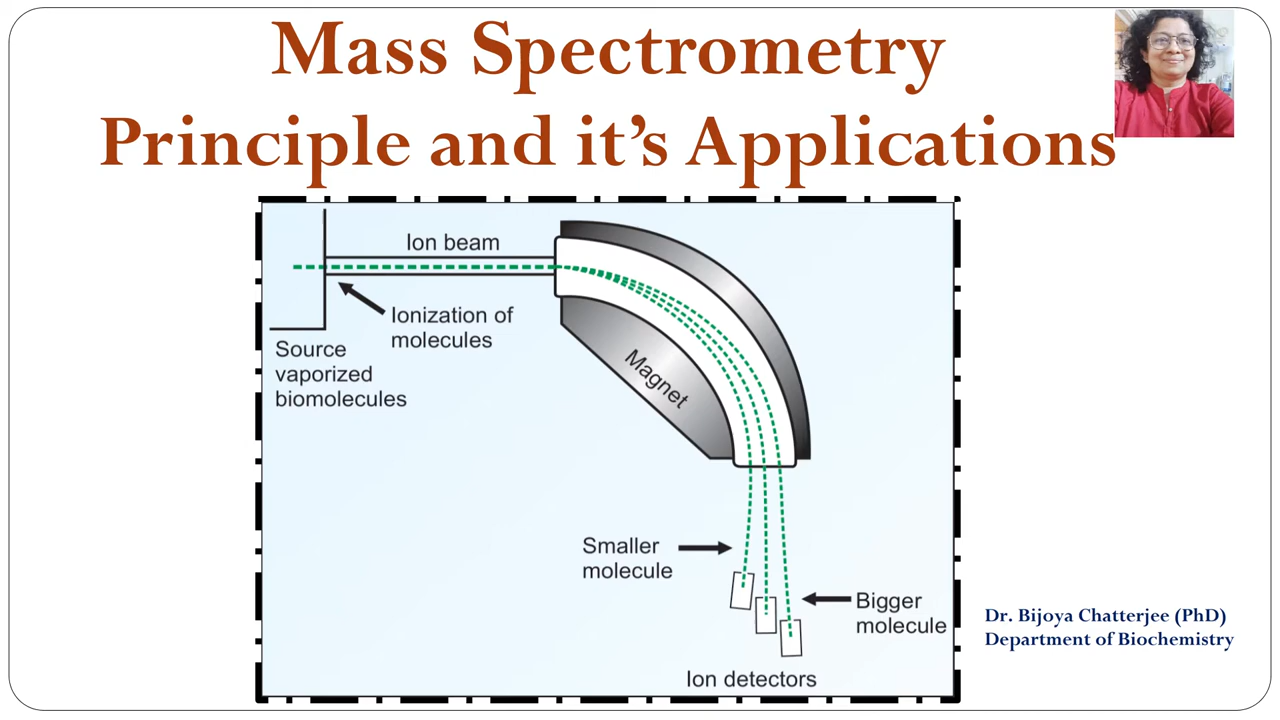 Mass Spectrometry
Principle and it’s Applications
Ion beam
Ionization of
molecules
Source
vaporized
biomolecules
Magnet
Smaller
molecule
Bigger
molecule
Ion detectors
Dr. Bijoya Chatterjee (PhD)
Department of Biochemistry